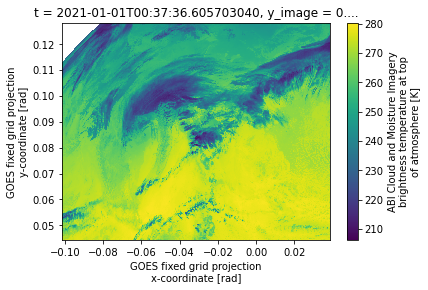 t = 2021-01-01T00:37:36.605703040, y_image = 0....
0.12
0.11
0.10
0.09
0.08
0.07
0.06
0.05
GOES fixed grid projection
y-coordinate [rad]
−0.10 −0.08 −0.06 −0.04 −0.02 0.00 0.02
GOES fixed grid projection
x-coordinate [rad]
280
270
260
250
240
230
220
210
ABI Cloud and Moisture Imagery
brightness temperature at top
of atmosphere [K]